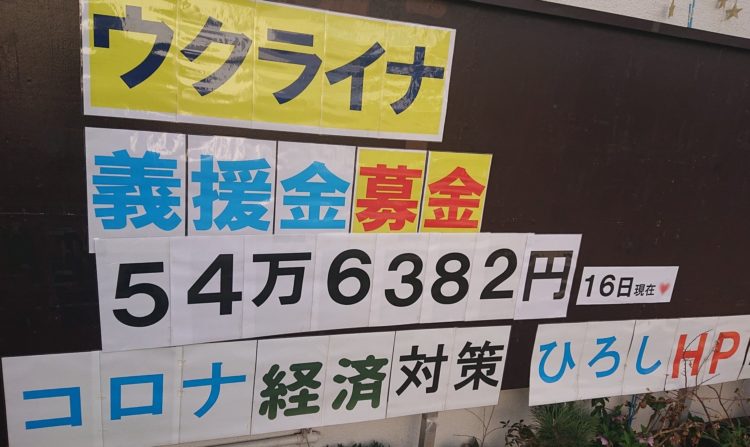 ウクライナ
義援金募金
54万6382円 16日現在
コロナ経済対策 ひろしHP